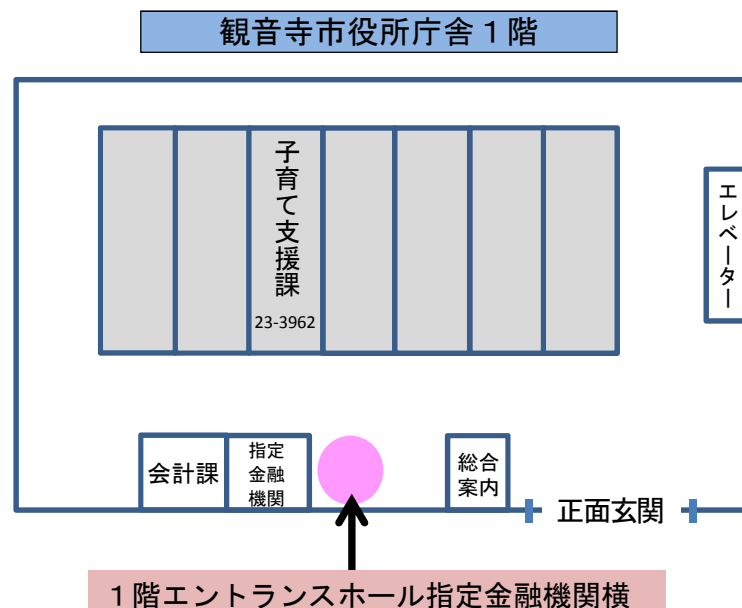 観音寺市役所庁舎１階
子育て支援課
23-3962
エレベーター
会計課
指定
金融
機関
総合
案内
正面玄関
１階エントランスホール指定金融機関横